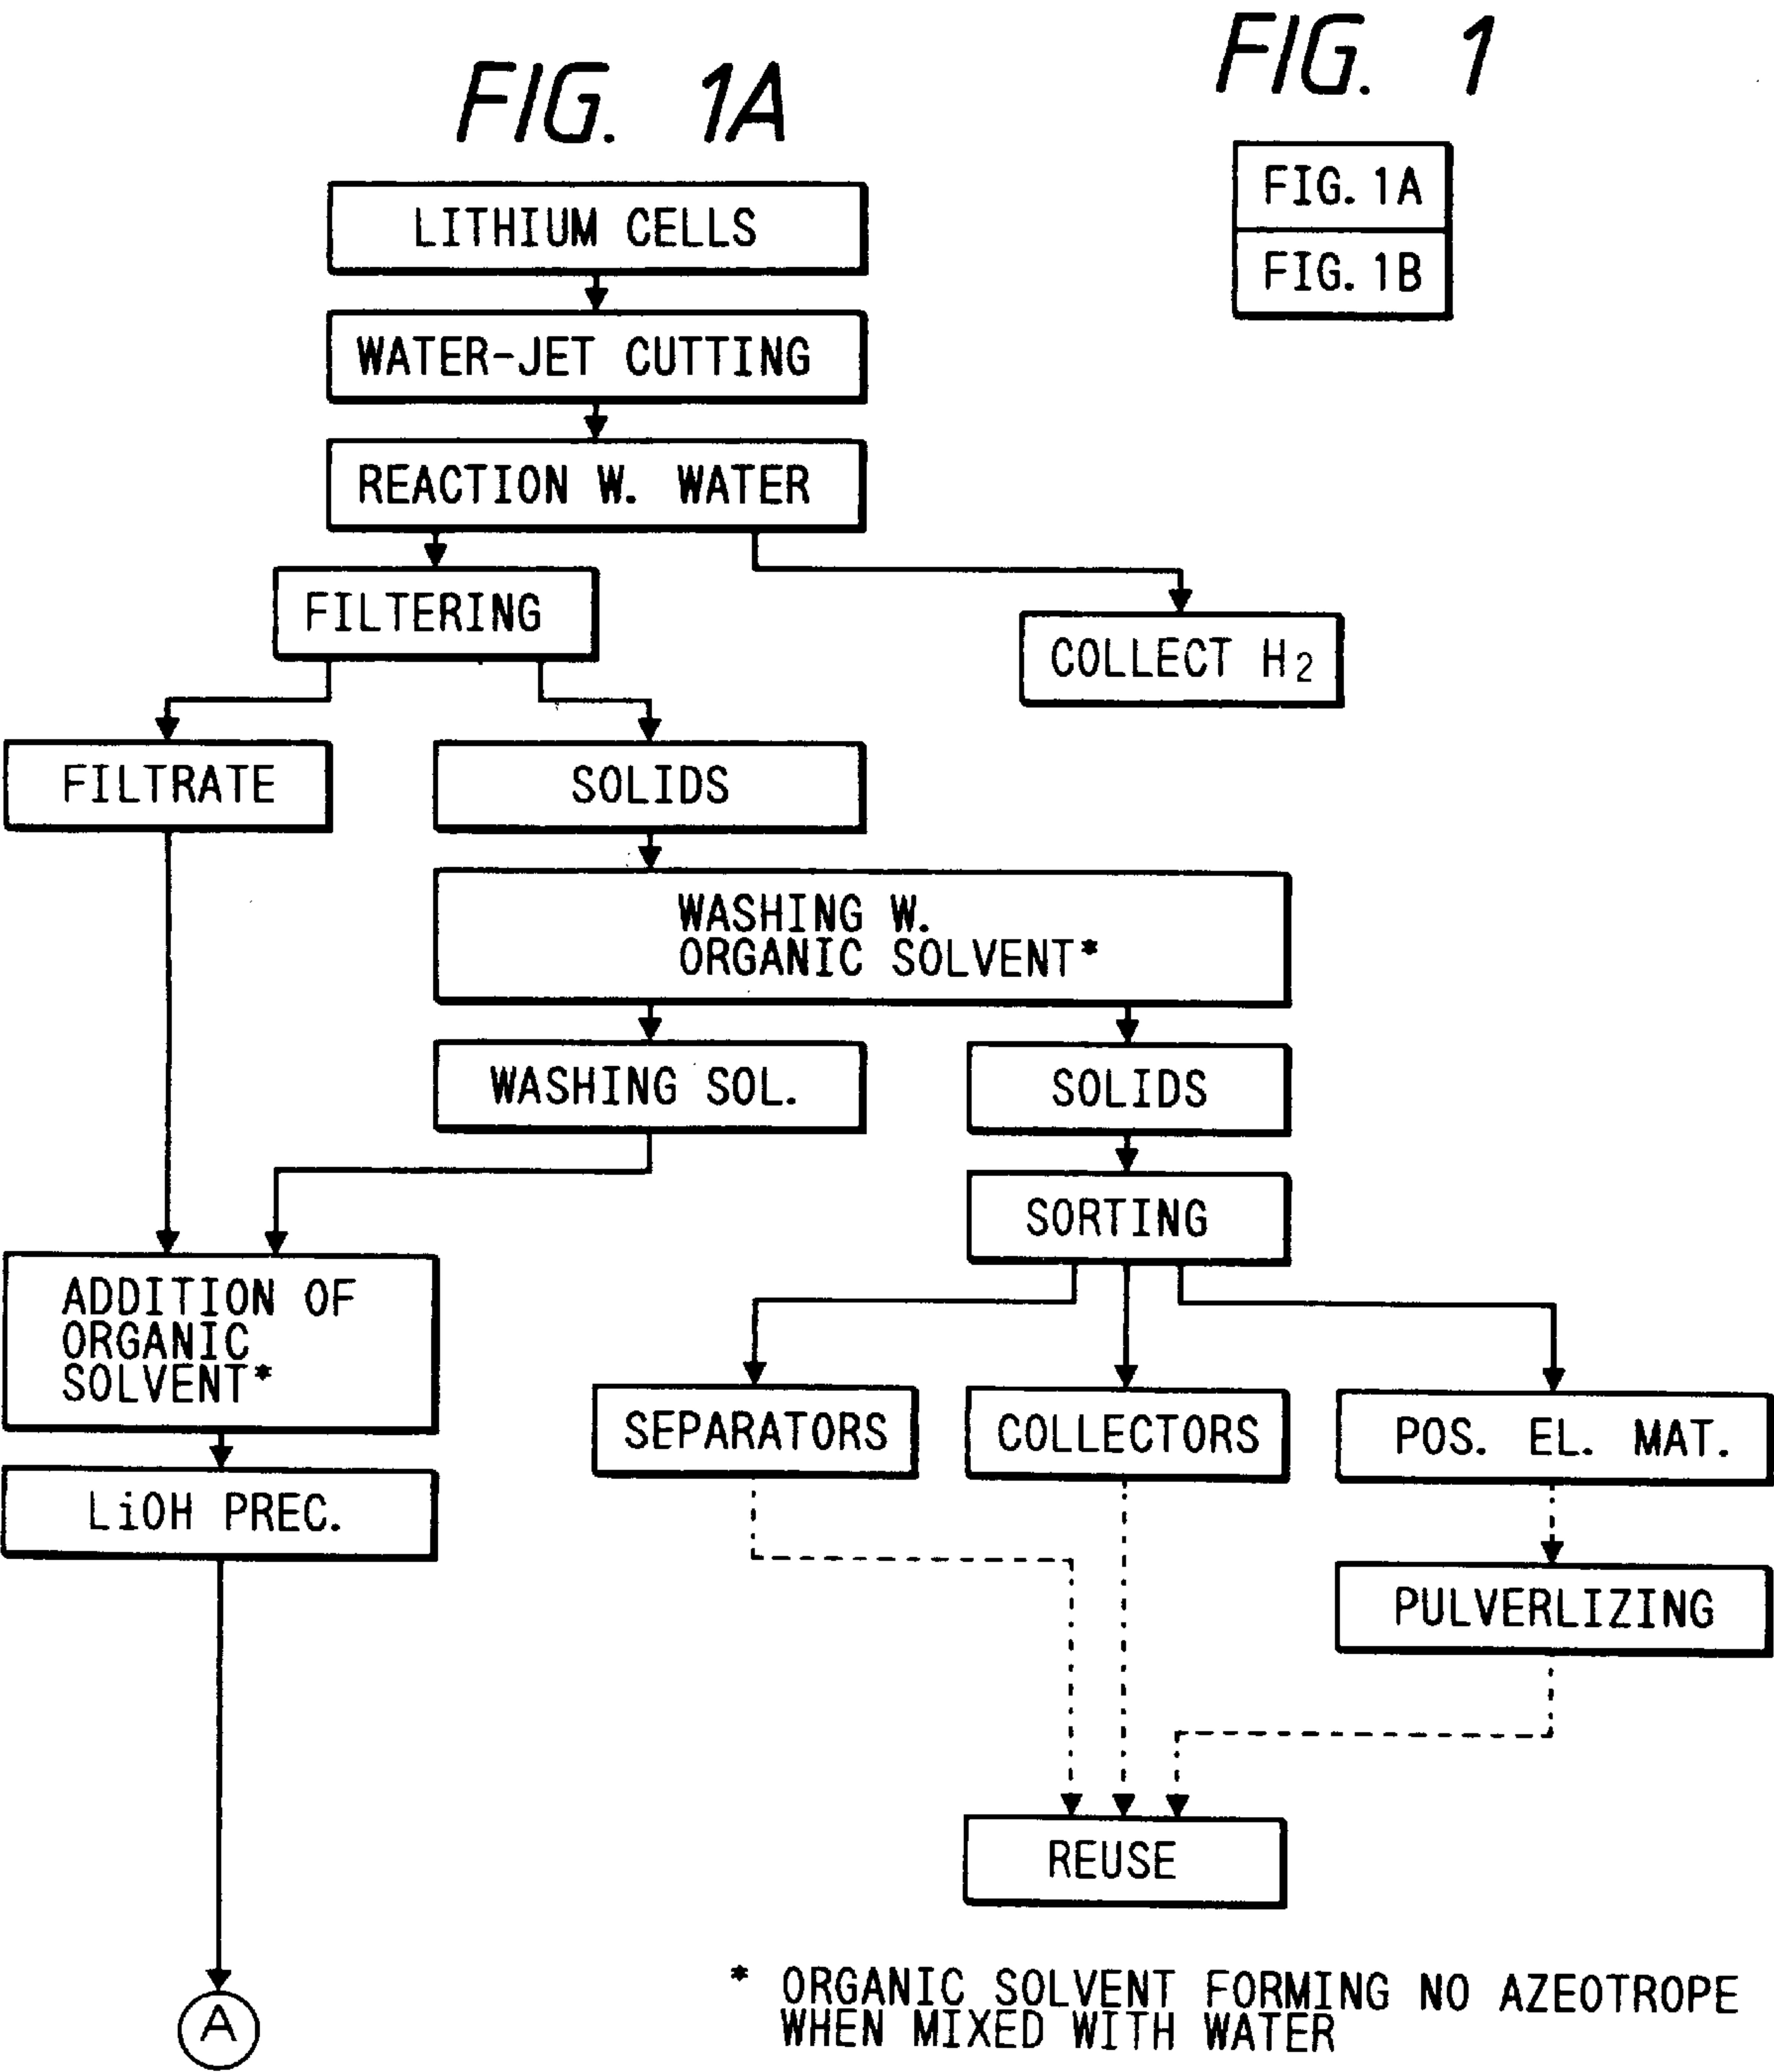 FIG. 1
FIG. 1A
FIG. 1A
FIG. 1B
LITHIUM CELLS
WATER-JET CUTTING
REACTION W. WATER
FILTERING
COLLECT H2
FILTRATE
SOLIDS
WASHING W.
ORGANIC SOLVENT*
WASHING SOL.
SOLIDS
SORTING
ADDITION OF
ORGANIC
SOLVENT*
SEPARATORS
COLLECTORS
POS. EL. MAT.
LiOH PREC.
PULVERLIZING
REUSE
A
* ORGANIC SOLVENT FORMING NO AZEOTROPE
WHEN MIXED WITH WATER